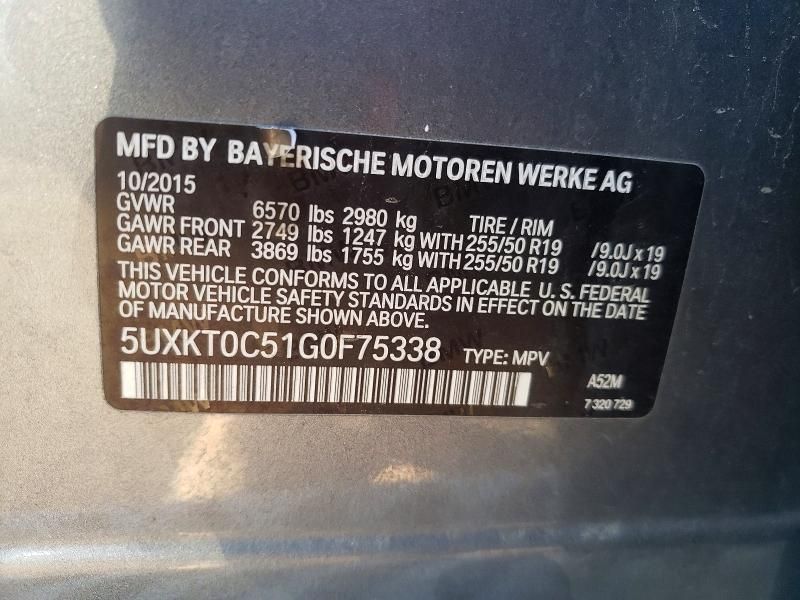 MFD BY BAYERISCHE MOTOREN WERKE AG
10/2015
GVWR 6570 lbs 2980 kg TIRE / RIM
GAWR FRONT 2749 lbs 1247 kg WITH 255/50 R19 /9.0J x 19
GAWR REAR 3869 lbs 1755 kg WITH 255/50 R19 /9.0J x 19
THIS VEHICLE CONFORMS TO ALL APPLICABLE U. S. FEDERAL
MOTOR VEHICLE SAFETY STANDARDS IN EFFECT ON THE DATE
OF MANUFACTURE SHOWN ABOVE.
5UXKT0C51G0F75338 TYPE: MPV
A52M
7 320 729